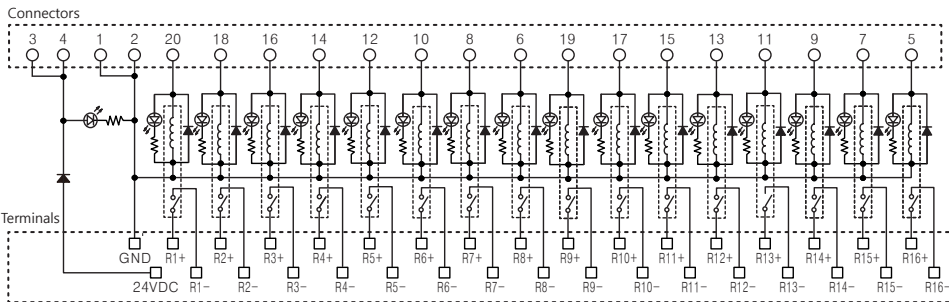 Connectors
3 4 1 2 20 18 16 14 12 10 8 6 19 17 15 13 11 9 7 5
Terminals
GND R1+ R2+ R3+ R4+ R5+ R6+ R7+ R8+ R9+ R10+ R11+ R12+ R13+ R14+ R15+ R16+
24VDC R1- R2- R3- R4- R5- R6- R7- R8- R9- R10- R11- R12- R13- R14- R15- R16-